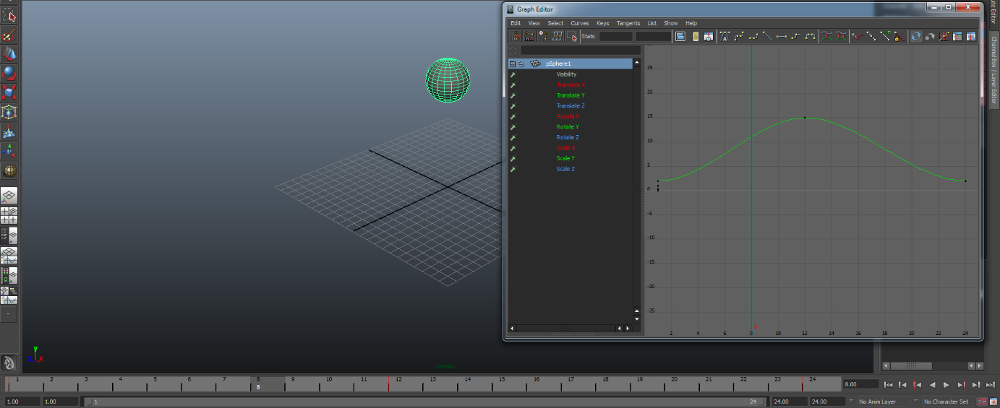 Graph Editor
Edit View Select Curves Keys Tangents List Show Help
Stats
pSphere1
Visibility
Translate X
Translate Y
Translate Z
Rotate X
Rotate Y
Rotate Z
Scale X
Scale Y
Scale Z
25
20
15
10
5
0
-5
-10
-15
-20
-25
2 4 6 8 10 12 14 16 18 20 22 24
Channel Box / Layer Editor
y
z x
persp
1 2 3 4 5 6 7 8 9 10 11 12 13 14 15 16 17 18 19 20 21 22 23 24
8
8.00
1.00 1.00 1 24 24.00 24.00 No Anim Layer No Character Set